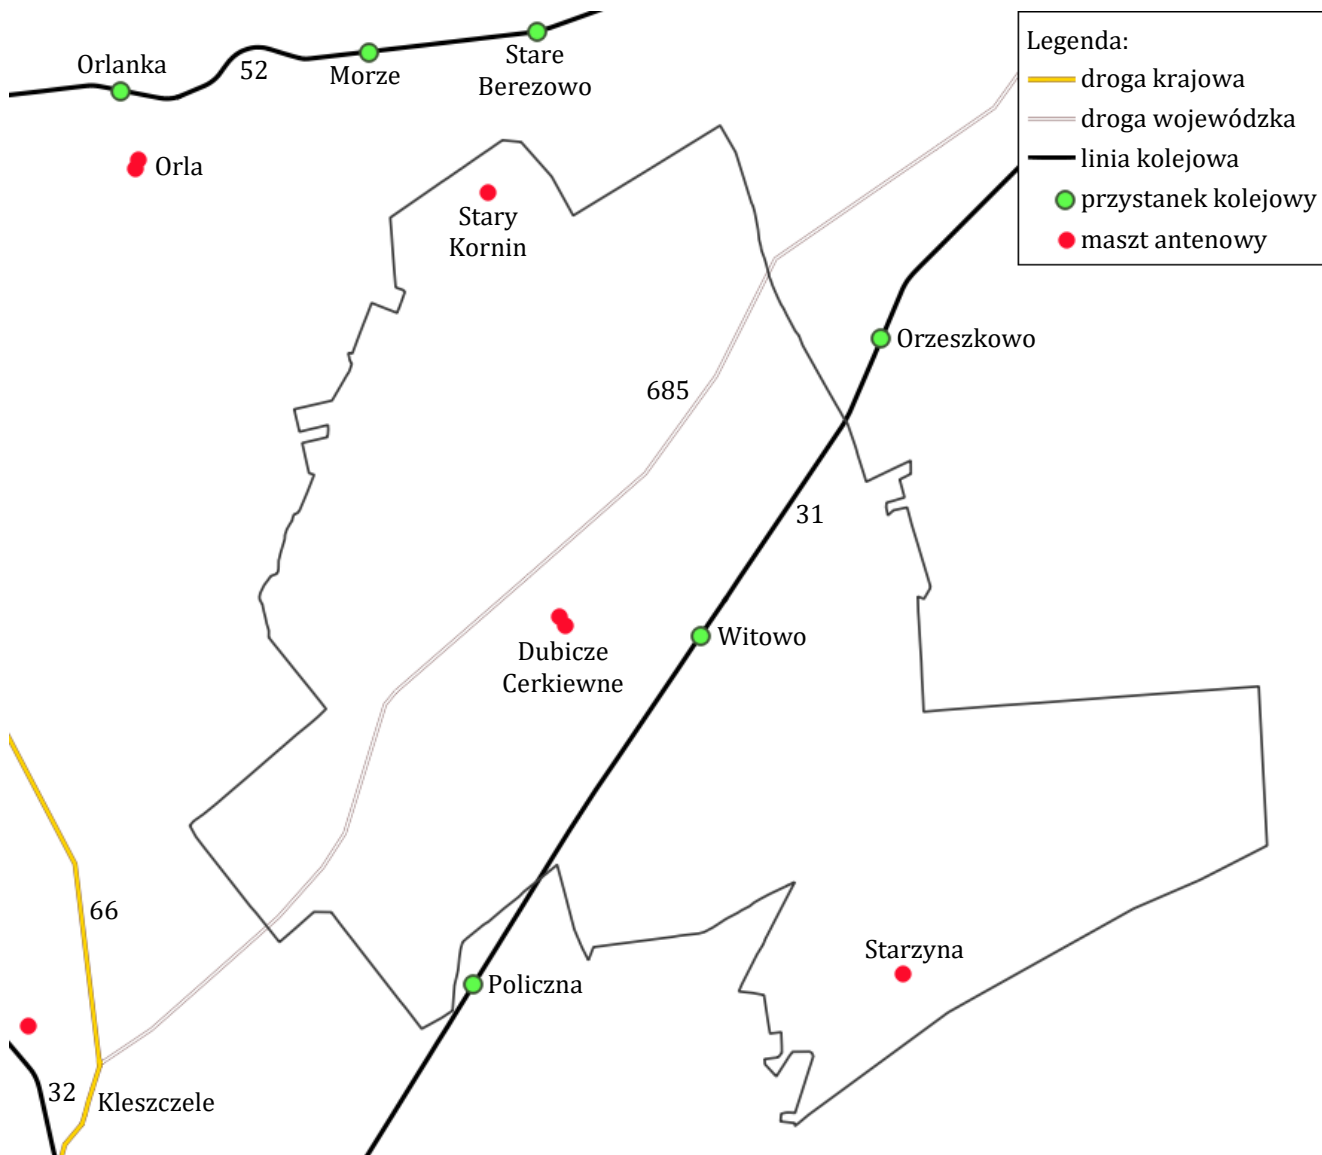 Legenda:
droga krajowa
droga wojewódzka
linia kolejowa
przystanek kolejowy
maszt antenowy
Orlanka
52
Morze
Stare
Berezowo
Orla
Stary
Kornin
Orzeszkowo
685
31
Dubicze
Cerkiewne
Witowo
66
Starzyna
Policzna
32
Kleszczele